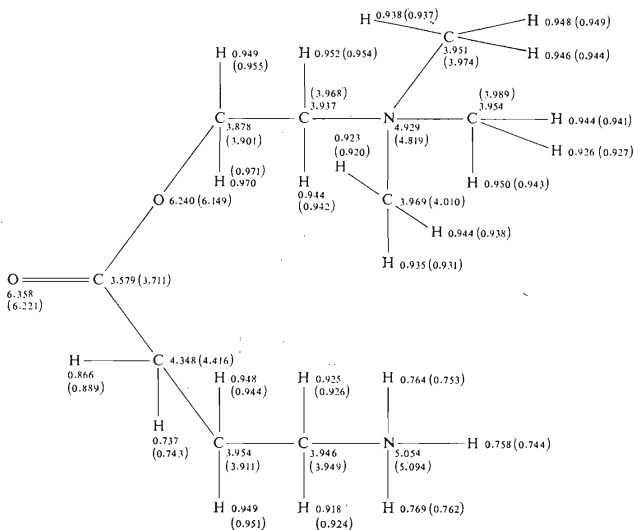 H 0.938 (0.937) H 0.948 (0.949)
C
H 0.949 H 0.952 (0.954) 3.951 H 0.946 (0.944)
(0.955) (3.974)
(3.968) (3.989)
3.937 3.954
C C N C H 0.944 (0.941)
3.878 4.929
(3.901) 0.923 (4.819)
(0.920) H 0.926 (0.927)
(0.971) H
H 0.970 H H 0.950 (0.943)
0.944
(0.942)
O 6.240 (6.149) C 3.969 (4.010)
H 0.944 (0.938)
H 0.935 (0.931)
O C 3.579 (3.711)
6.358
(6.221)
H C 4.348 (4.416)
0.866
(0.889)
H 0.948 H 0.925 H 0.764 (0.753)
(0.944) (0.926)
H
0.737
(0.743)
C C N H 0.758 (0.744)
3.954 3.946 5.054
(3.911) (3.949) (5.094)
H 0.949 H 0.918 H 0.769 (0.762)
(0.951) (0.924)